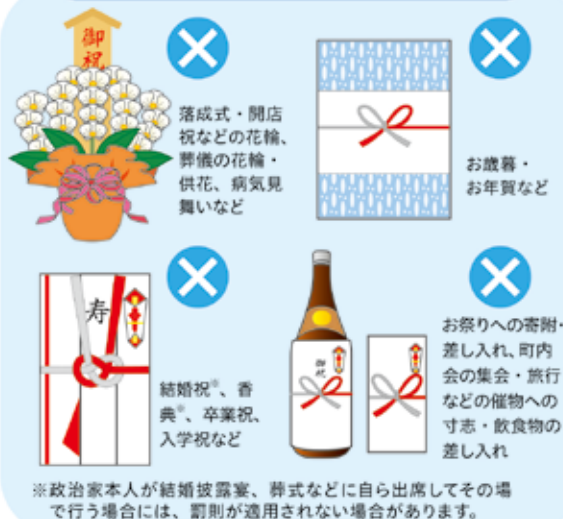 御祝
落成式・開店
祝などの花輪、
葬儀の花輪・
供花、病気見
舞いなど
お歳暮・
お年賀など
寿
結婚祝※、香
典※、卒業祝、
入学祝など
御祝
お祭りへの寄附・
差し入れ、町内
会の集会・旅行
などの催物への
寸志・飲食物の
差し入れ
※政治家本人が結婚披露宴、葬式などに自ら出席してその場
で行う場合には、罰則が適用されない場合があります。